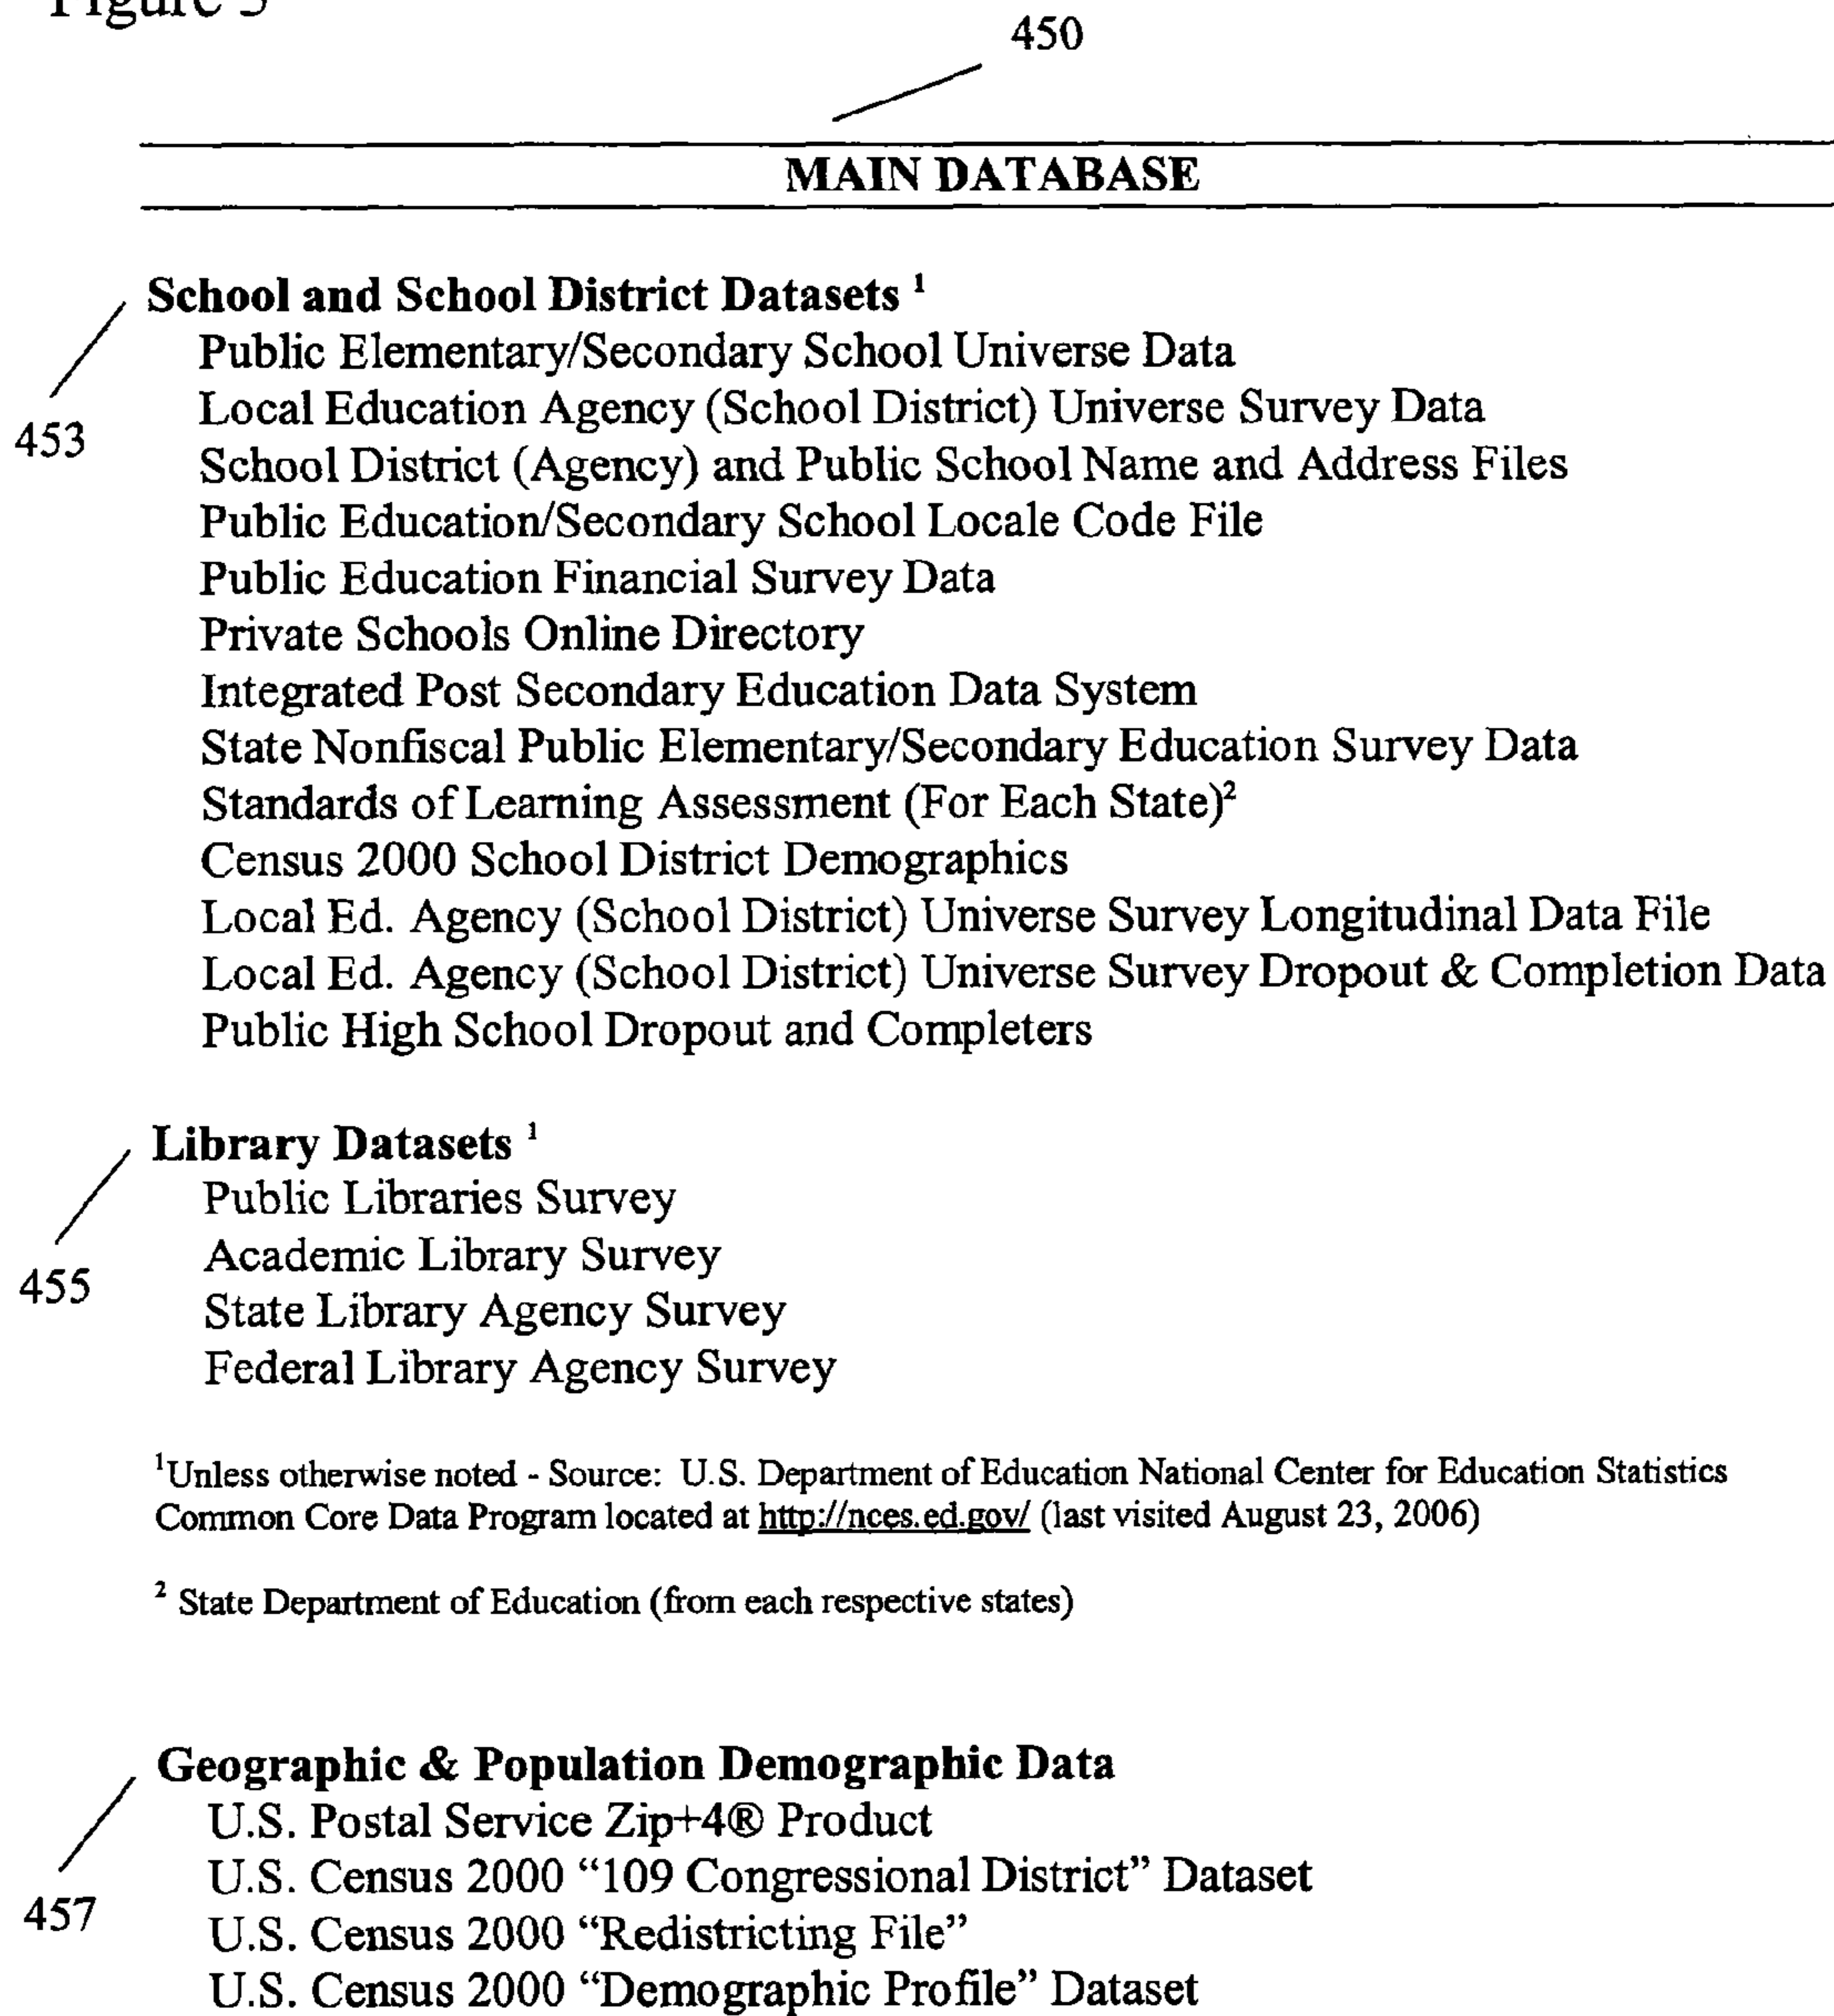 Figure 5
450
MAIN DATABASE
School and School District Datasets ¹
Public Elementary/Secondary School Universe Data
Local Education Agency (School District) Universe Survey Data
453
School District (Agency) and Public School Name and Address Files
Public Education/Secondary School Locale Code File
Public Education Financial Survey Data
Private Schools Online Directory
Integrated Post Secondary Education Data System
State Nonfiscal Public Elementary/Secondary Education Survey Data
Standards of Learning Assessment (For Each State)²
Census 2000 School District Demographics
Local Ed. Agency (School District) Universe Survey Longitudinal Data File
Local Ed. Agency (School District) Universe Survey Dropout & Completion Data
Public High School Dropout and Completers
Library Datasets ¹
Public Libraries Survey
Academic Library Survey
455
State Library Agency Survey
Federal Library Agency Survey
¹Unless otherwise noted - Source: U.S. Department of Education National Center for Education Statistics
Common Core Data Program located at http://nces.ed.gov/ (last visited August 23, 2006)
² State Department of Education (from each respective states)
Geographic & Population Demographic Data
U.S. Postal Service Zip+4® Product
U.S. Census 2000 “109 Congressional District” Dataset
457
U.S. Census 2000 “Redistricting File”
U.S. Census 2000 “Demographic Profile” Dataset